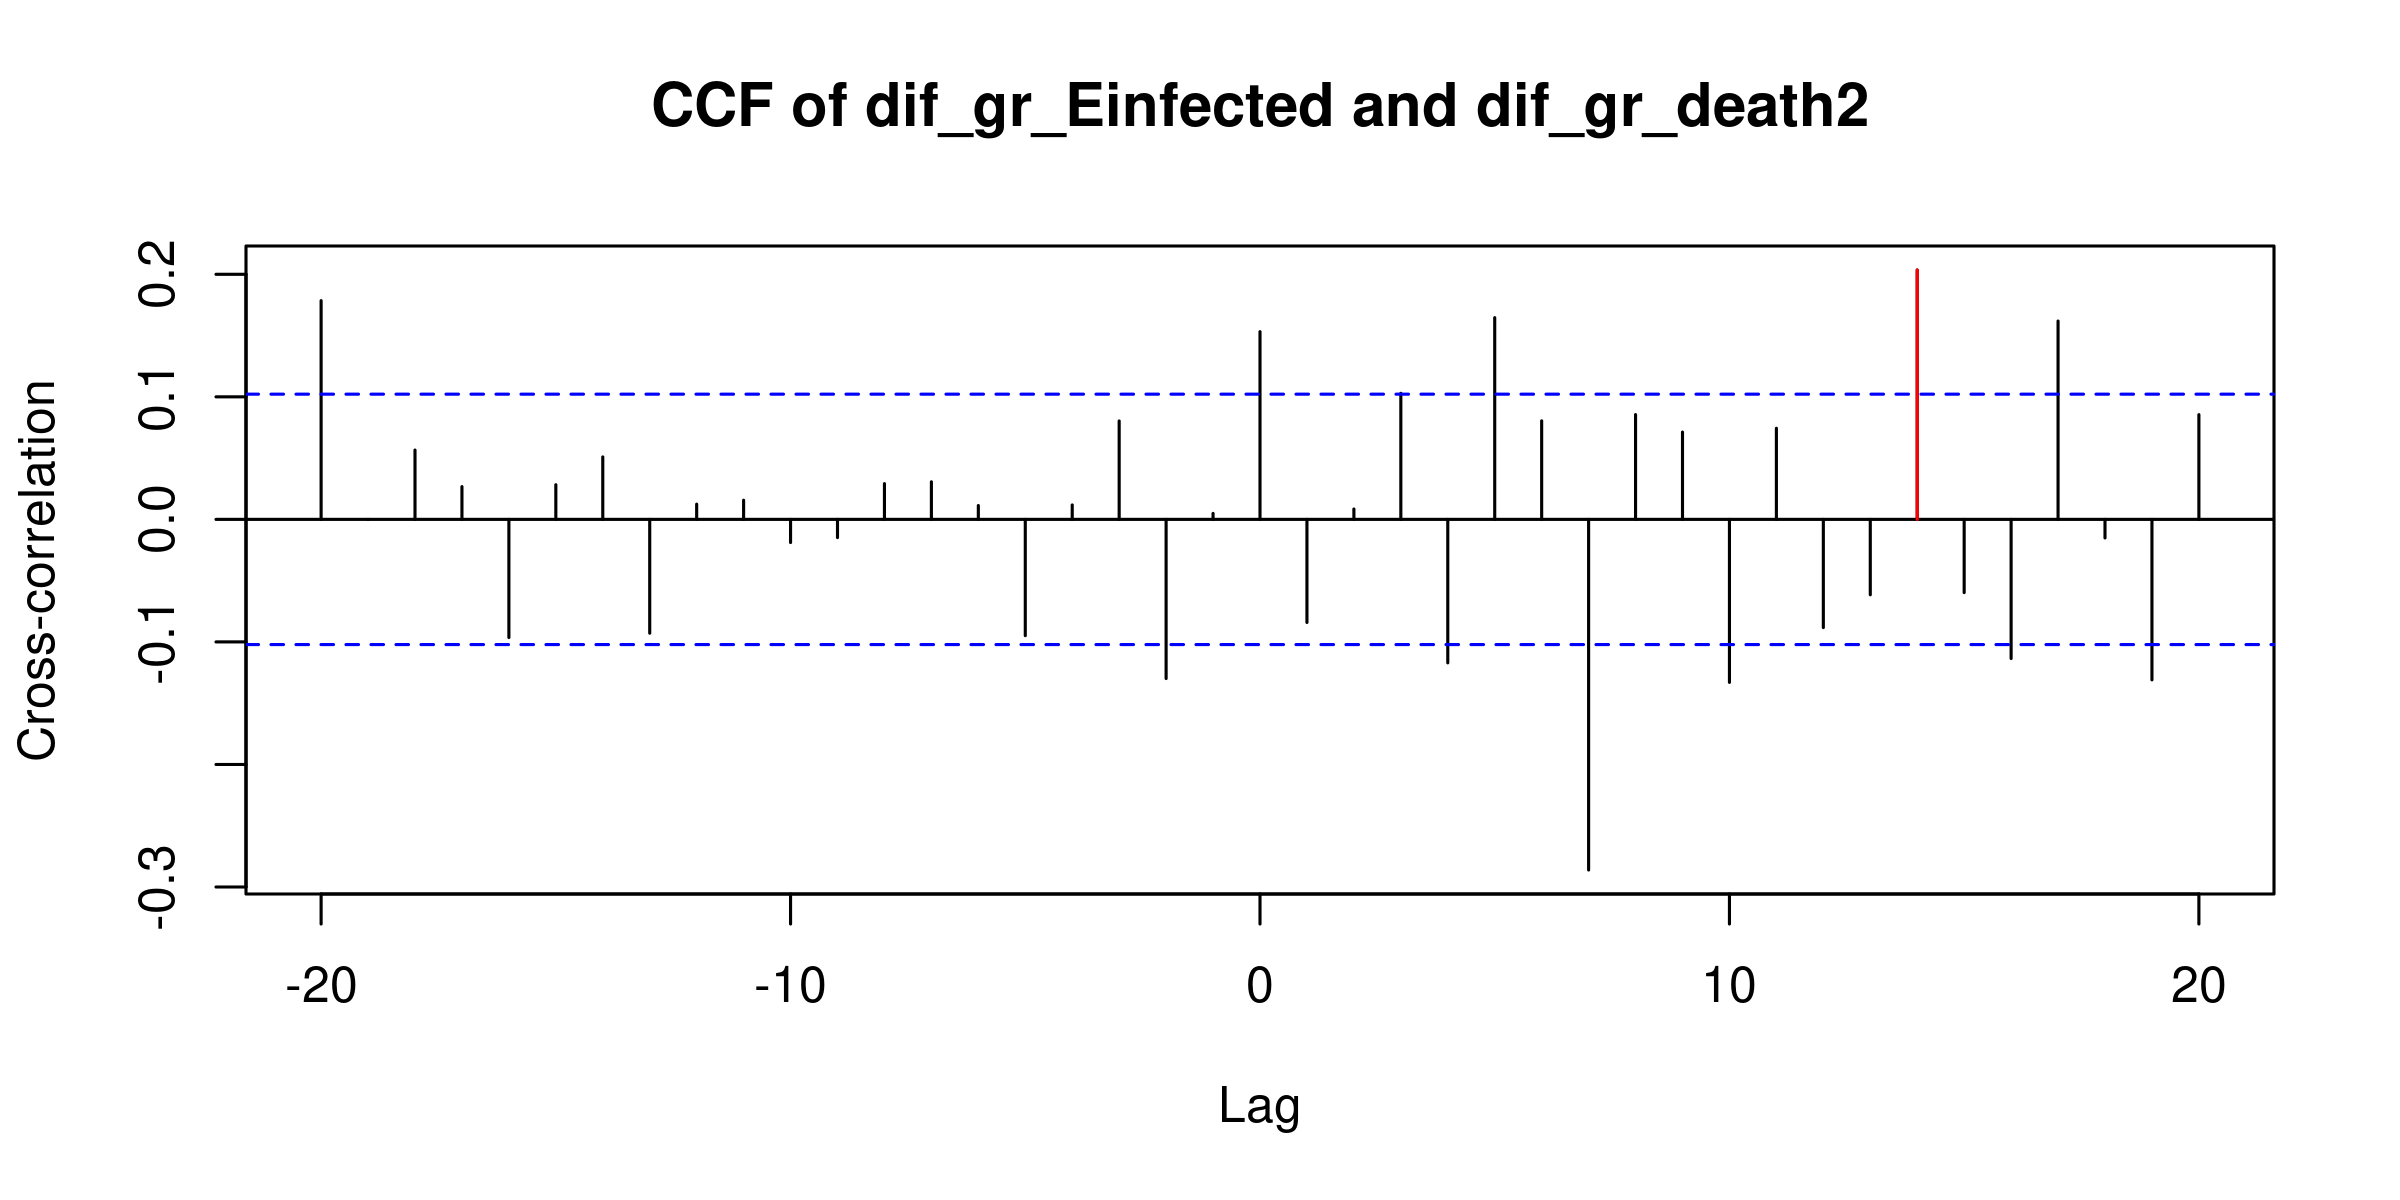 CCF of dif_gr_Einfected and dif_gr_death2
Cross-correlation
0.2
0.1
0.0
-0.1
-0.3
-20 -10 0 10 20
Lag